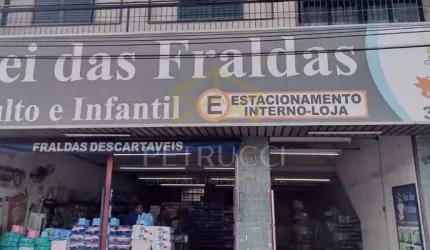 ei das Fraldas
ulto e Infantil
E ESTACIONAMENTO
INTERNO-LOJA
FRALDAS DESCARTAVEIS
PETRUCCI